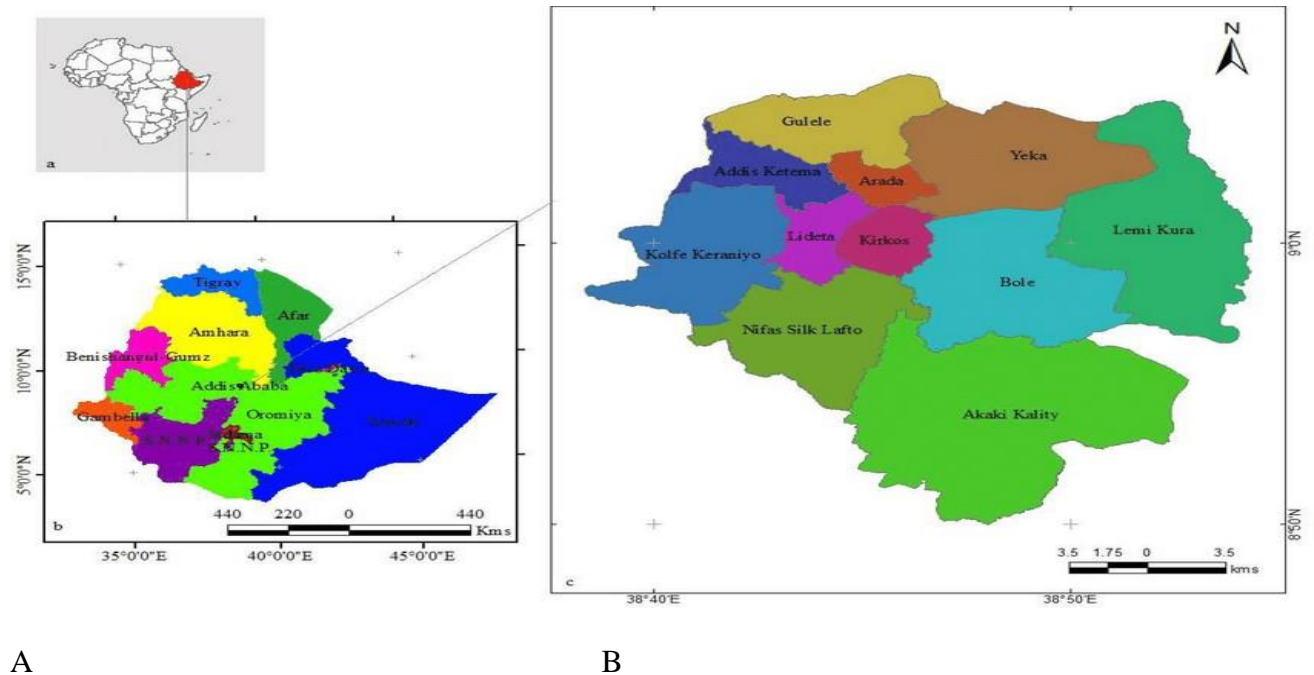 a
15°0'0"N
10°0'0"N
5°0'0"N
Tigray
Afar
Amhara
Benishangul-Gumz
Addis Ababa
Gambella
Oromiya
S.N.N.P.
S.N.N.P.
b
440 220 0 440
Kms
35°0'0"E 40°0'0"E 45°0'0"E
N
Gulele
Yeka
Addis Ketema
Arada
Lemi Kura
Lideta
Kirkos
Kolfe Keraniyo
Bole
Nifas Silk Lafto
Akaki Kality
9°0'N
8°50'N
3.5 1.75 0 3.5
kms
c
38°40'E 38°50'E
A B